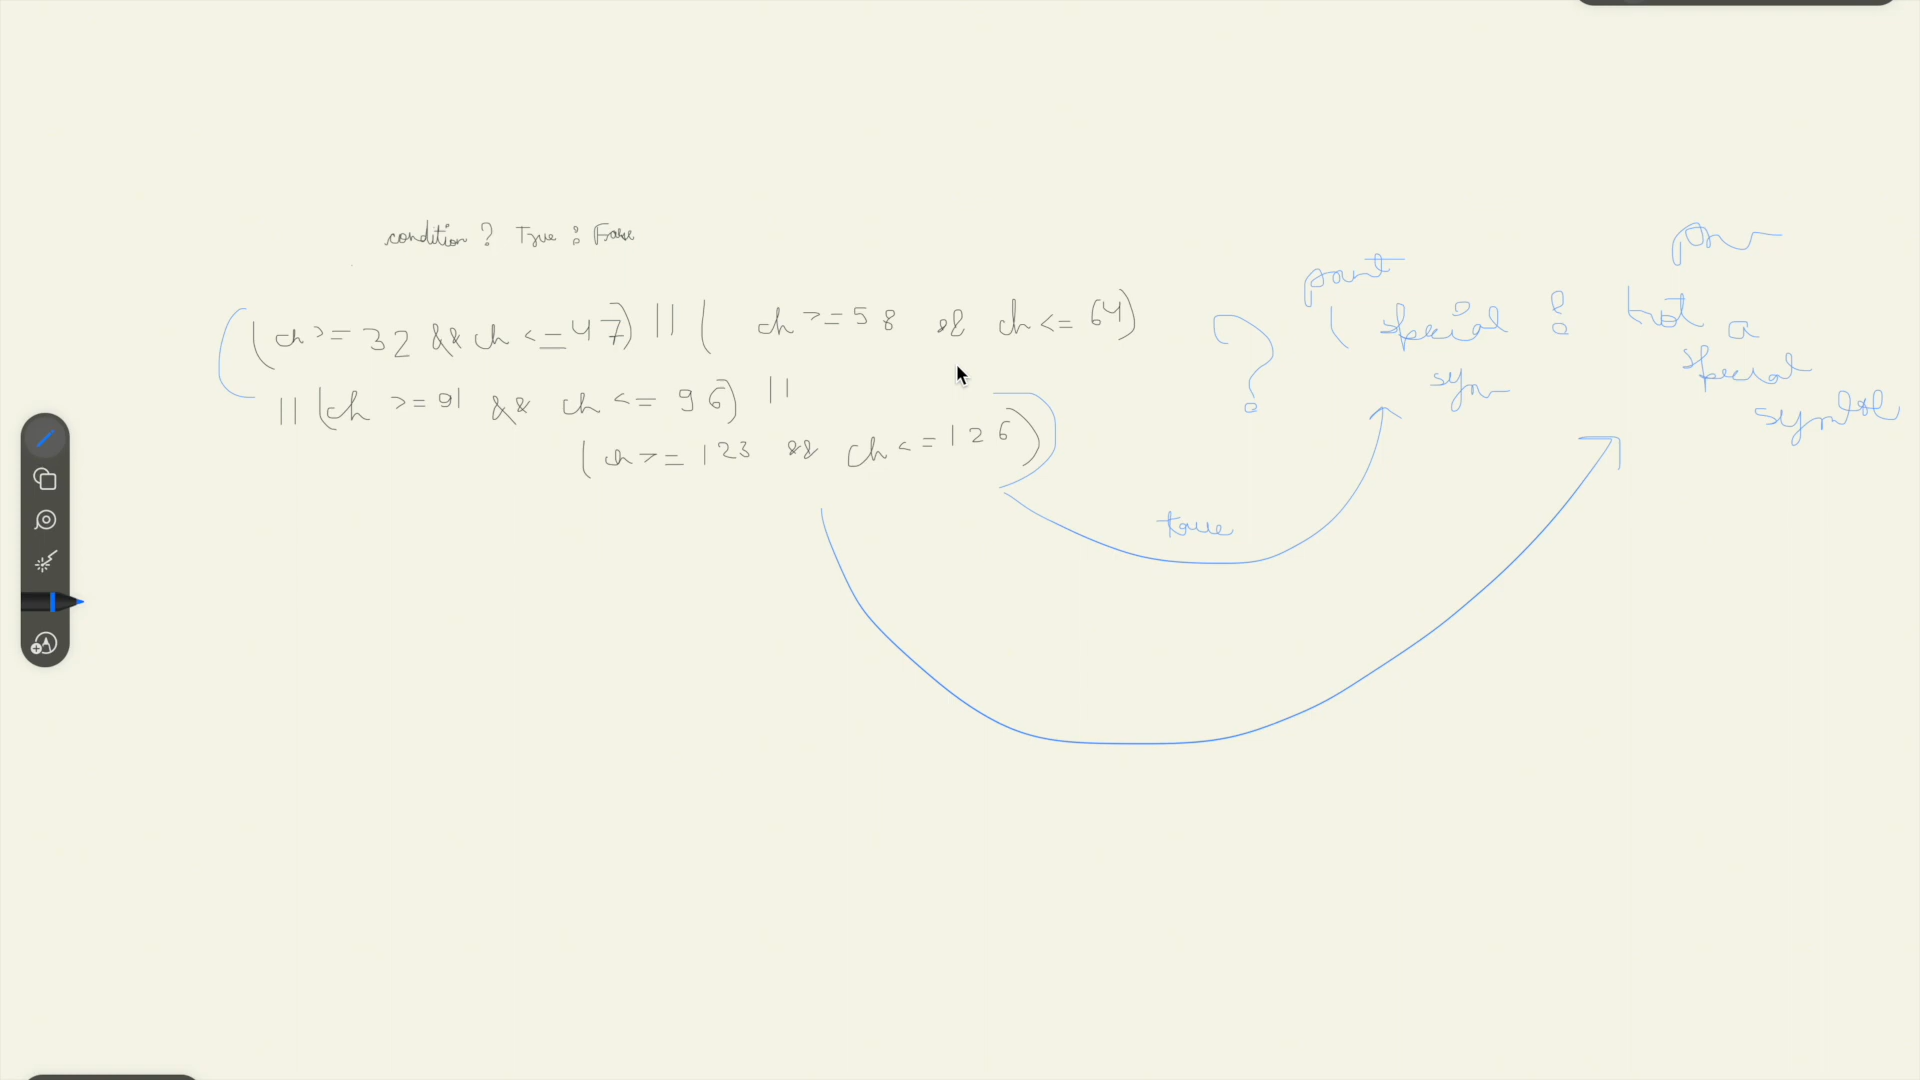 condition ? True : False
(ch >= 32 && ch <= 47) || ( ch >= 58 && ch <= 64)
|| (ch >= 91 && ch <= 96) ||
(ch >= 123 && ch <= 126)
?
print
( special : not a
sym
special
symbol
true